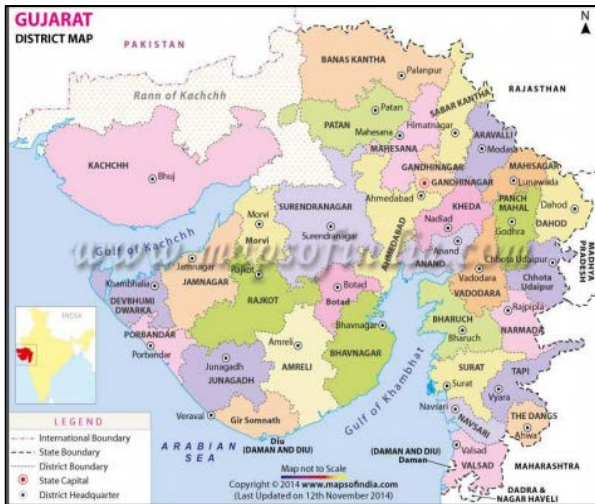 GUJARAT
DISTRICT MAP
N
PAKISTAN
RAJASTHAN
Rann of Kachchh
BANAS KANTHA
Palanpur
SABAR KANTHA
Patan
PATAN
Mahesana
MAHESANA
Himatnagar
ARAVALLI
Modasa
GANDHINAGAR
GANDHINAGAR
MAHISAGAR
Lunawada
KACHCHH
Bhuj
SURENDRANAGAR
Surendranagar
Ahmedabad
AHMEDABAD
KHEDA
Nadiad
PANCH
MAHAL
Godhra
Dahod
DAHOD
MADHYA
PRADESH
Gulf of Kachchh
www.mapsofindia.com
Morvi
Morvi
Anand
ANAND
Chhota Udaipur
Chhota
Udaipur
Vadodara
VADODARA
Jamnagar
JAMNAGAR
Rajkot
RAJKOT
Khambhalia
DEVBHUMI
DWARKA
Botad
Botad
Rajpipla
NARMADA
BHARUCH
Bharuch
Bhavnagar
BHAVNAGAR
PORBANDAR
Porbandar
Amreli
AMRELI
Junagadh
JUNAGADH
Gulf of Khambhat
SURAT
Surat
TAPI
Vyara
Veraval
Gir Somnath
Diu
(DAMAN AND DIU)
Navsari
NAVSARI
THE DANGS
Ahwa
Valsad
VALSAD
(DAMAN AND DIU)
Daman
MAHARASHTRA
DADRA &
NAGAR HAVELI
ARABIAN
SEA
INDIA
LEGEND
International Boundary
State Boundary
District Boundary
State Capital
District Headquarter
Map not to Scale
Copyright © 2014 www.mapsofindia.com
(Last Updated on 12th November 2014)